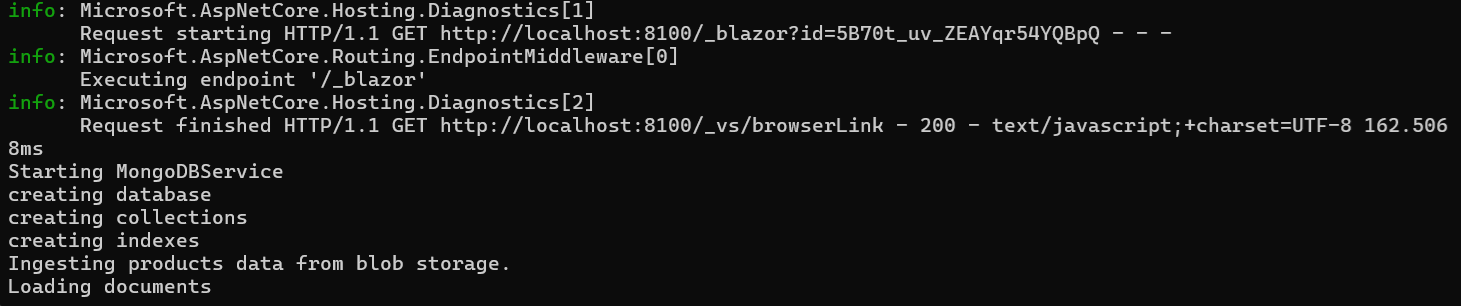 info: Microsoft.AspNetCore.Hosting.Diagnostics[1]
      Request starting HTTP/1.1 GET http://localhost:8100/_blazor?id=5B70t_uv_ZEAYqr54YQBpQ - - -
info: Microsoft.AspNetCore.Routing.EndpointMiddleware[0]
      Executing endpoint '/_blazor'
info: Microsoft.AspNetCore.Hosting.Diagnostics[2]
      Request finished HTTP/1.1 GET http://localhost:8100/_vs/browserLink - 200 - text/javascript;+charset=UTF-8 162.506
8ms
Starting MongoDBService
creating database
creating collections
creating indexes
Ingesting products data from blob storage.
Loading documents